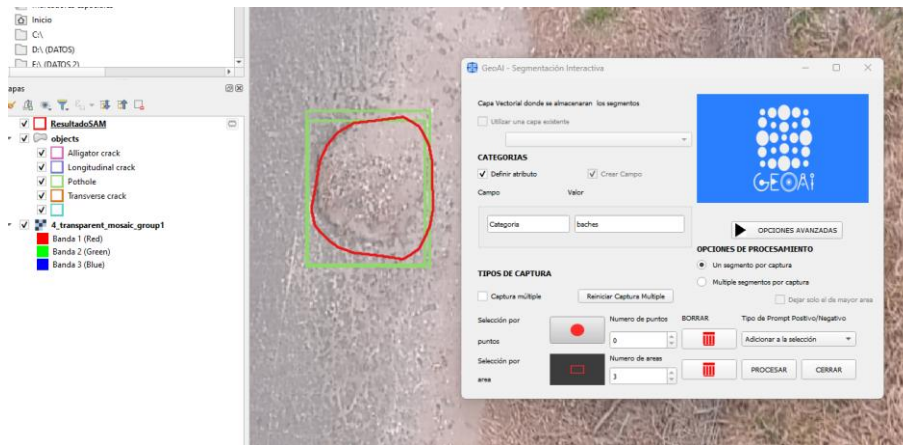 Inicio
C:\
D:\ (DATOS)
E:\ (DATOS 2)
apas
ResultadoSAM
objects
Alligator crack
Longitudinal crack
Pothole
Transverse crack
4_transparent_mosaic_group1
Banda 1 (Red)
Banda 2 (Green)
Banda 3 (Blue)
GeoAI - Segmentación Interactiva
Capa Vectorial donde se almacenaran los segmentos
Utilizar una capa existente
CATEGORIAS
Definir atributo
Crear Campo
Campo
Valor
Categoria
baches
GEOAi
OPCIONES AVANZADAS
OPCIONES DE PROCESAMIENTO
Un segmento por captura
Multiple segmentos por captura
Dejar solo el de mayor area
TIPOS DE CAPTURA
Captura múltiple
Reiniciar Captura Multiple
Selección por
puntos
Numero de puntos
0
BORRAR
Tipo de Prompt Positivo/Negativo
Adicionar a la selección
Selección por
area
Numero de areas
3
PROCESAR
CERRAR